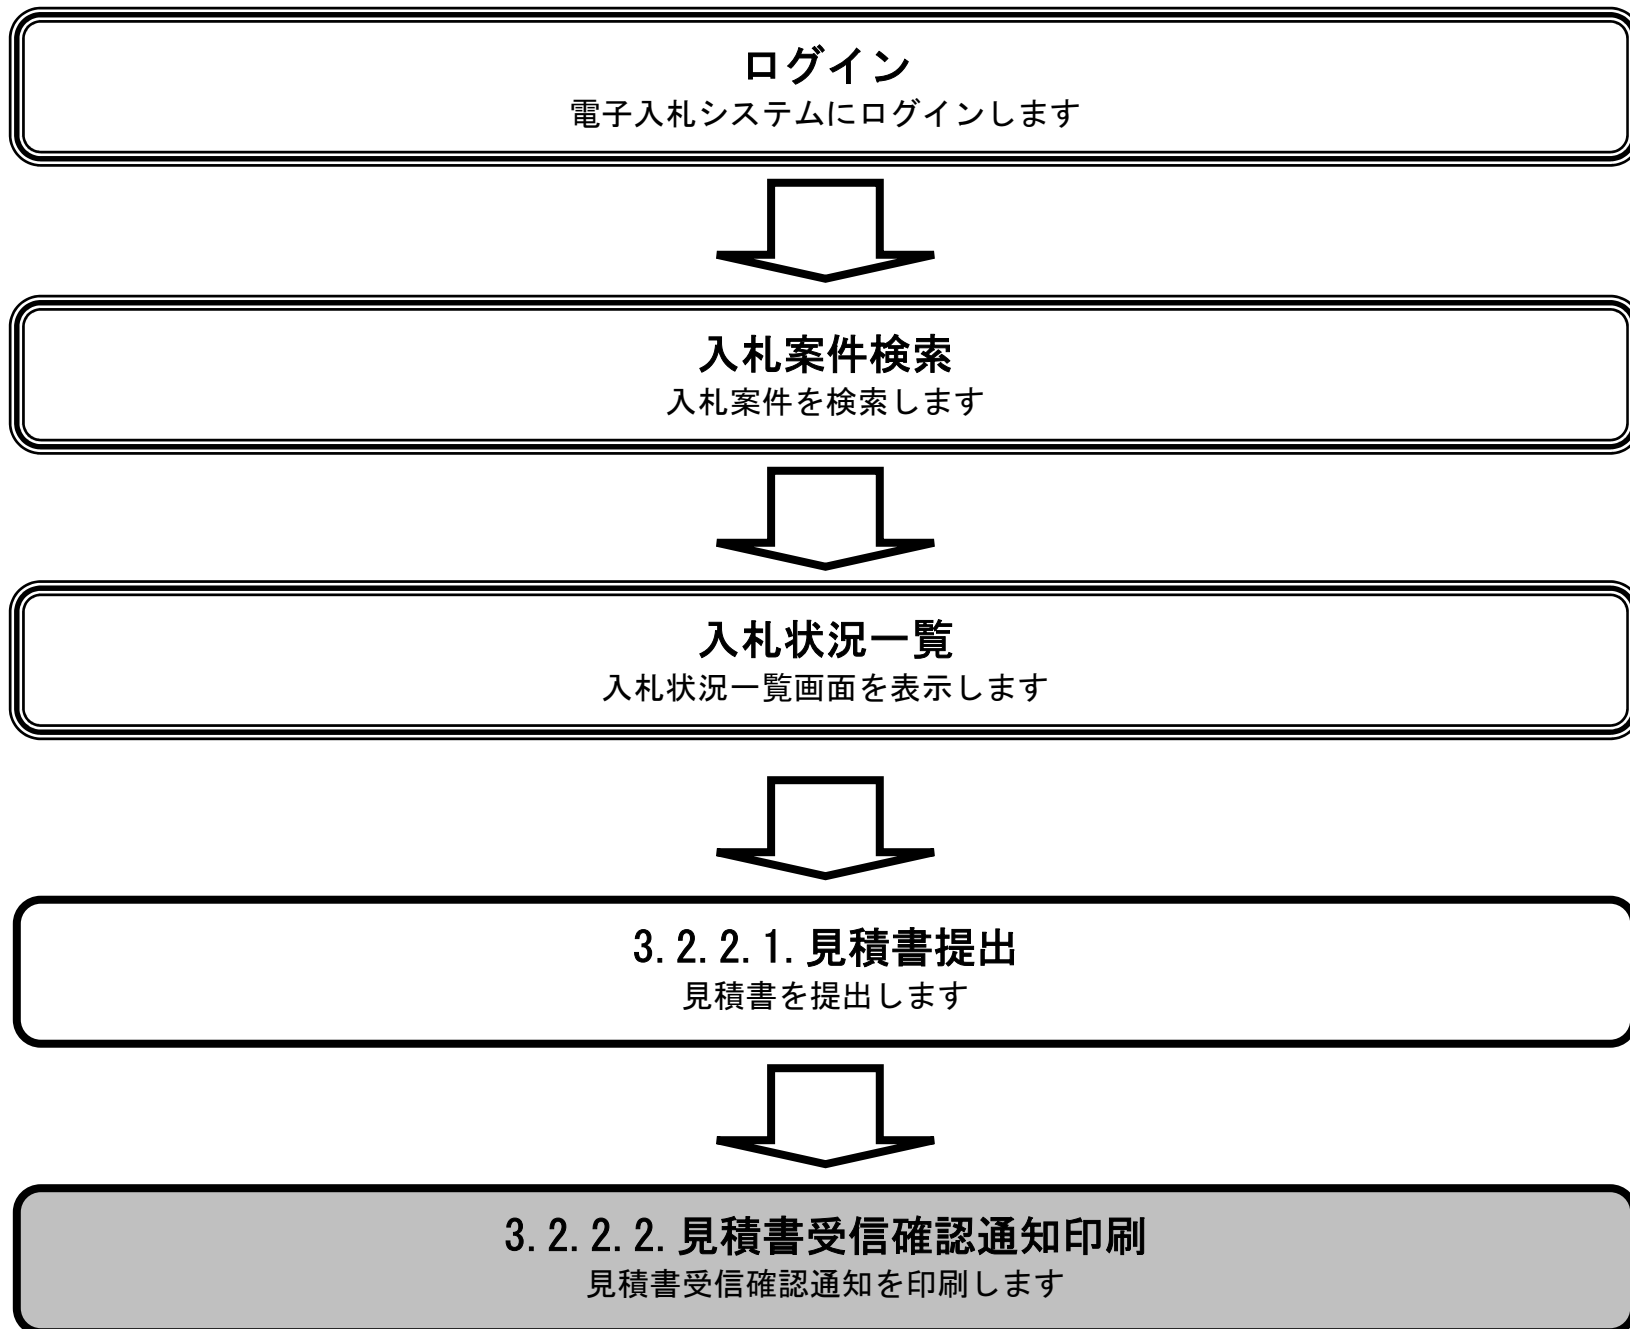 ログイン
電子入札システムにログインします
入札案件検索
入札案件を検索します
入札状況一覧
入札状況一覧画面を表示します
3.2.2.1.見積書提出
見積書を提出します
3.2.2.2.見積書受信確認通知印刷
見積書受信確認通知を印刷します